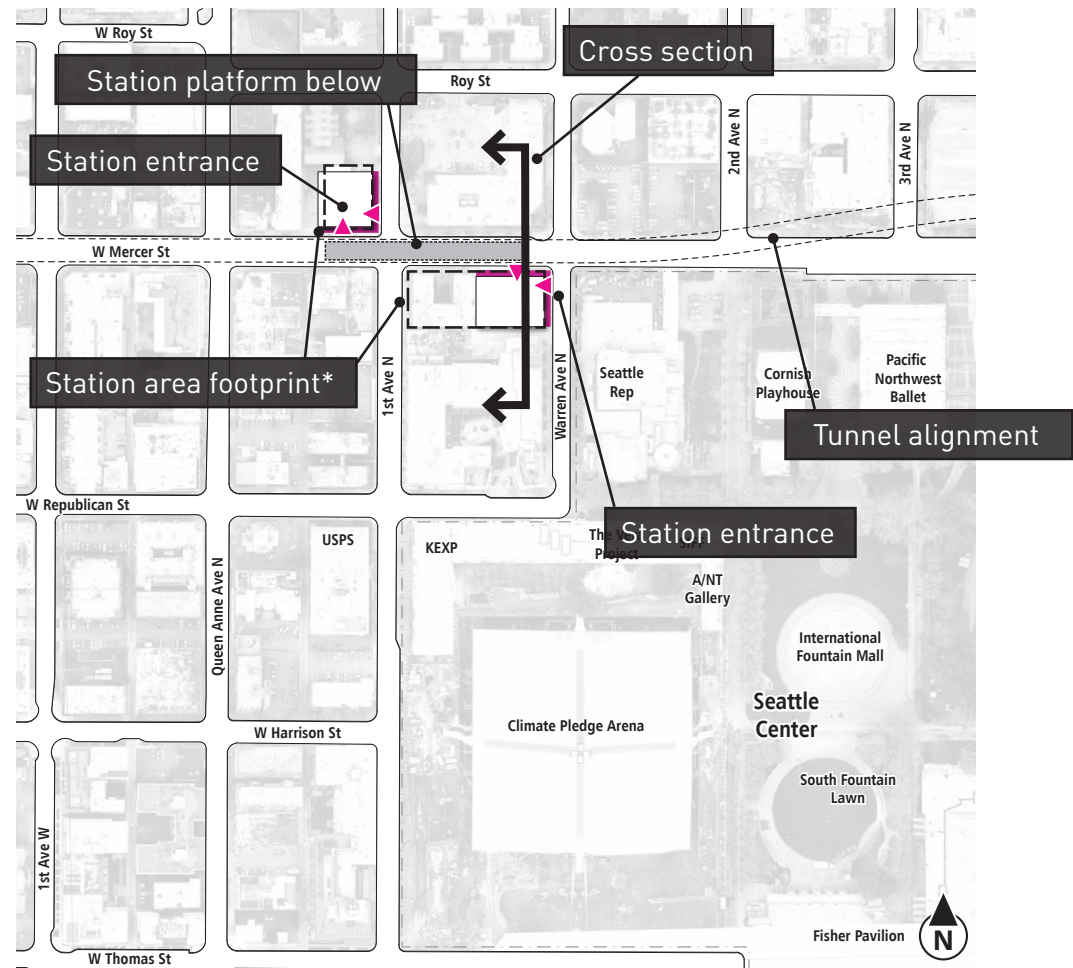 W Roy St
Cross section
Station platform below
Roy St
Station entrance
2nd Ave N
3rd Ave N
W Mercer St
Station area footprint*
1st Ave N
Warren Ave N
Seattle
Rep
Cornish
Playhouse
Pacific
Northwest
Ballet
Tunnel alignment
W Republican St
Station entrance
USPS
KEXP
The
Project
A/NT
Gallery
Queen Anne Ave N
International
Fountain Mall
Seattle
Center
Climate Pledge Arena
W Harrison St
South Fountain
Lawn
1st Ave W
Fisher Pavilion
N
W Thomas St